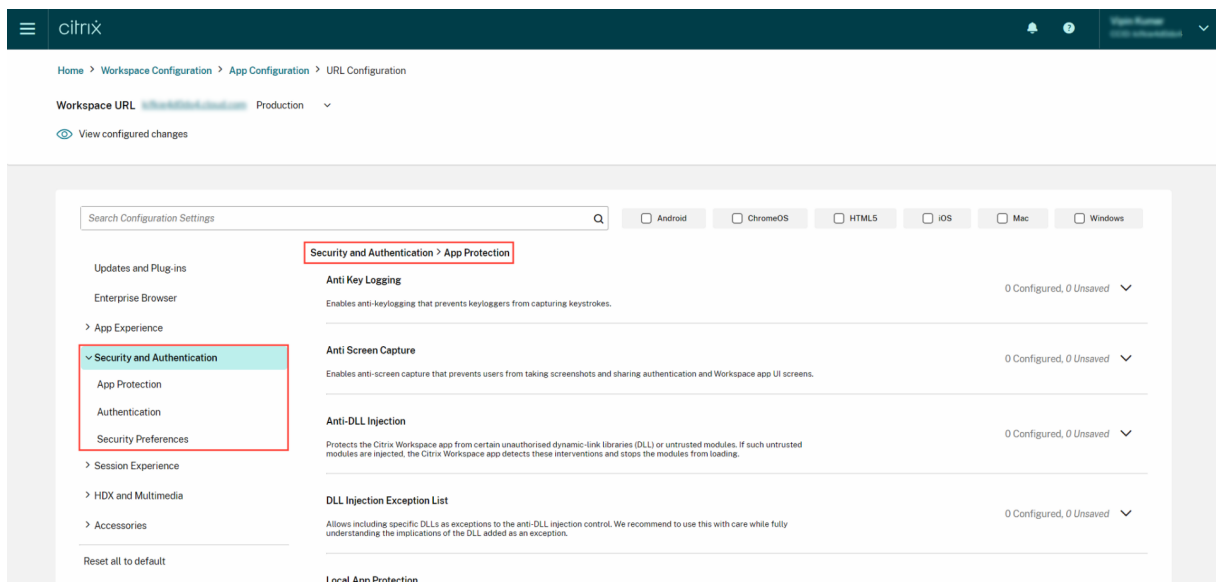 citrix
Home > Workspace Configuration > App Configuration > URL Configuration
Workspace URL Production
View configured changes
Search Configuration Settings
Android ChromeOS HTML5 iOS Mac Windows
Updates and Plug-ins
Enterprise Browser
> App Experience
Security and Authentication
App Protection
Authentication
Security Preferences
> Session Experience
> HDX and Multimedia
> Accessories
Reset all to default
Security and Authentication > App Protection
Anti Key Logging
Enables anti-keylogging that prevents keyloggers from capturing keystrokes.
0 Configured, 0 Unsaved
Anti Screen Capture
Enables anti-screen capture that prevents users from taking screenshots and sharing authentication and Workspace app UI screens.
0 Configured, 0 Unsaved
Anti-DLL Injection
Protects the Citrix Workspace app from certain unauthorised dynamic-link libraries (DLL) or untrusted modules. If such untrusted
modules are injected, the Citrix Workspace app detects these interventions and stops the modules from loading.
0 Configured, 0 Unsaved
DLL Injection Exception List
Allows including specific DLLs as exceptions to the anti-DLL injection control. We recommend to use this with care while fully
understanding the implications of the DLL added as an exception.
0 Configured, 0 Unsaved
Local App Protection